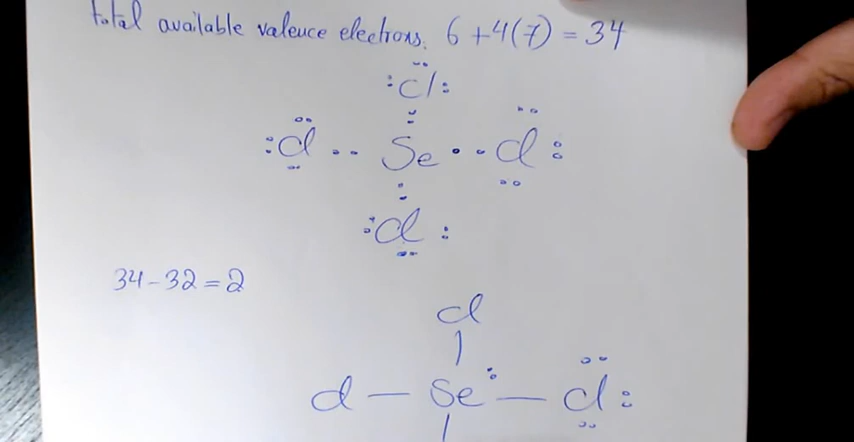 total available valence electrons. 6 + 4(7) = 34
:Cl:
:Cl .. Se .. Cl:
:Cl:
34 - 32 = 2
Cl
Cl — Se: — Cl: